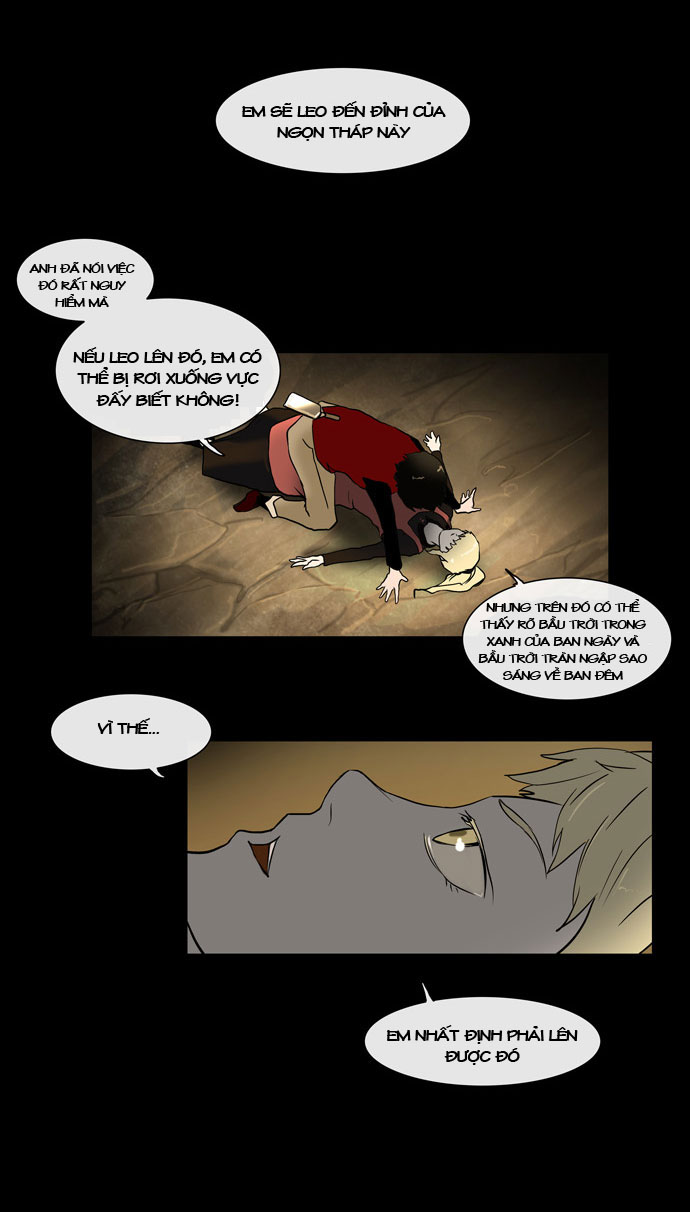 EM SẼ LEO ĐẾN ĐỈNH CỦA
NGỌN THÁP NÀY
ANH ĐÃ NÓI VIỆC
ĐÓ RẤT NGUY
HIỂM MÀ
NẾU LEO LÊN ĐÓ, EM CÓ
THỂ BỊ RƠI XUỐNG VỰC
ĐẤY BIẾT KHÔNG!
NHƯNG TRÊN ĐÓ CÓ THỂ
THẤY RÕ BẦU TRỜI TRONG
XANH CỦA BAN NGÀY VÀ
BẦU TRỜI TRÀN NGẬP SAO
SÁNG VỀ BAN ĐÊM
VÌ THẾ...
EM NHẤT ĐỊNH PHẢI LÊN
ĐƯỢC ĐÓ